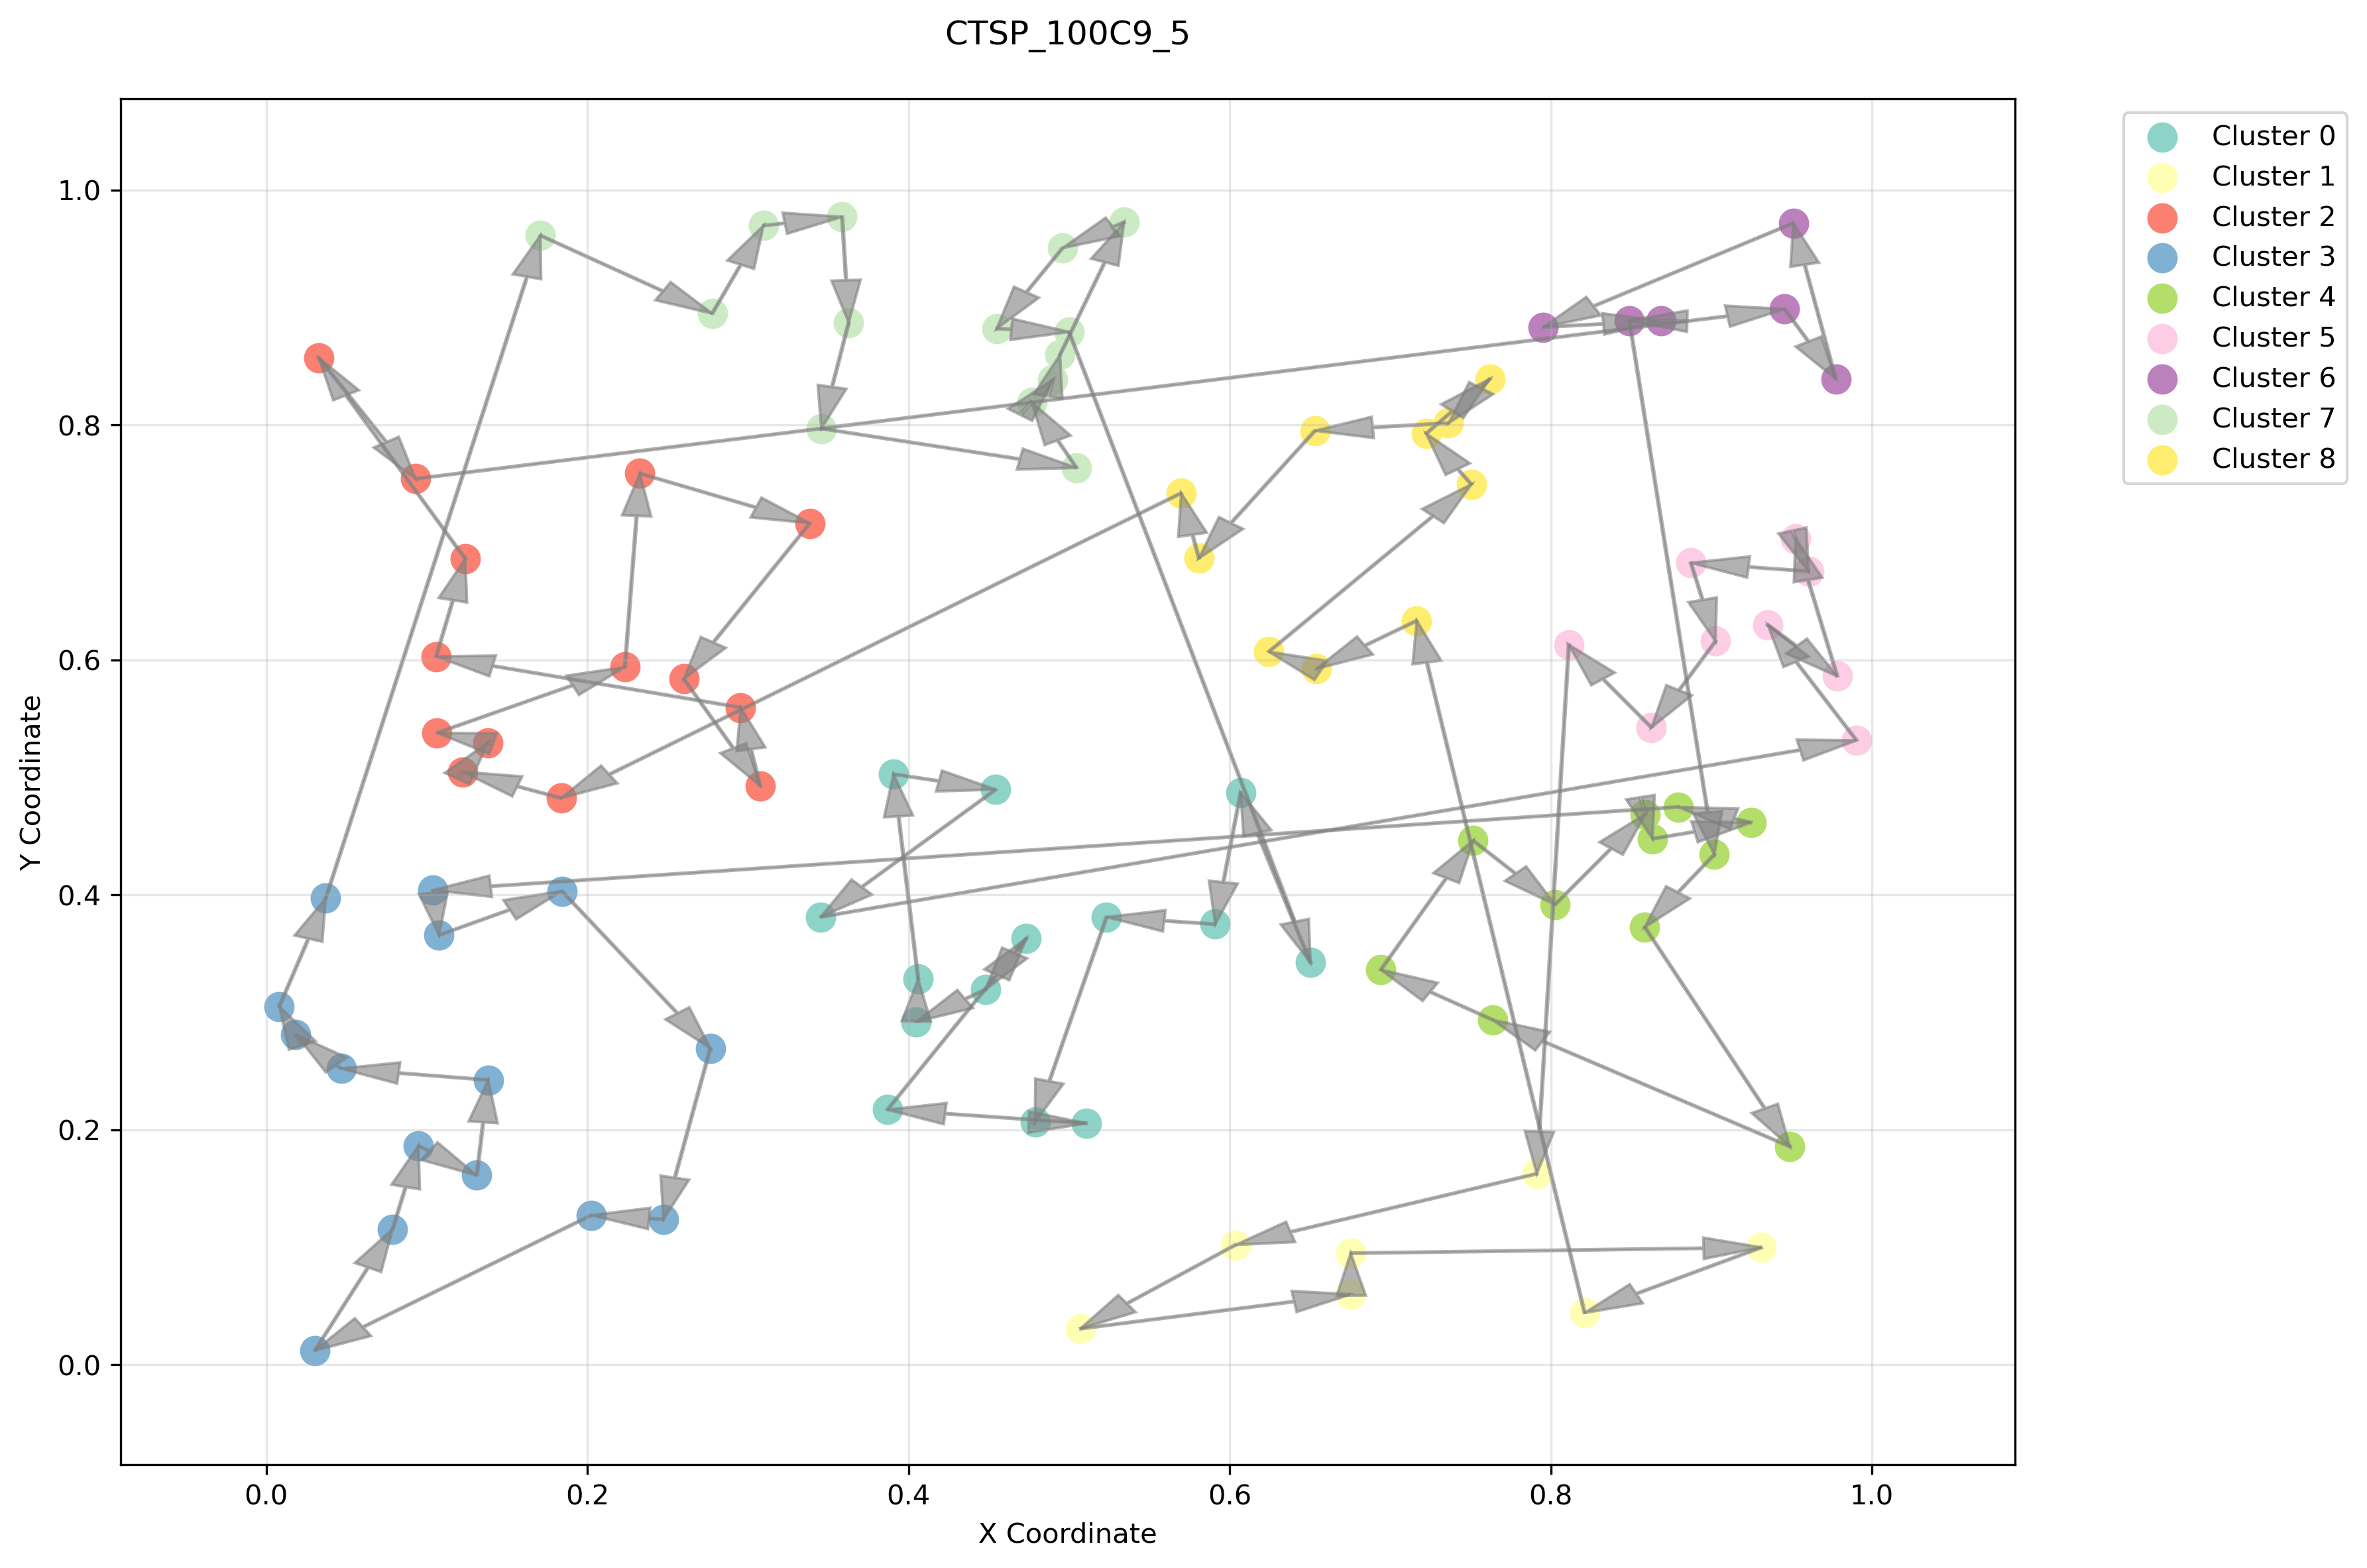 CTSP_100C9_5
Cluster 0
Cluster 1
Cluster 2
Cluster 3
Cluster 4
Cluster 5
Cluster 6
Cluster 7
Cluster 8
Y Coordinate
1.0
0.8
0.6
0.4
0.2
0.0
0.0 0.2 0.4 0.6 0.8 1.0
X Coordinate